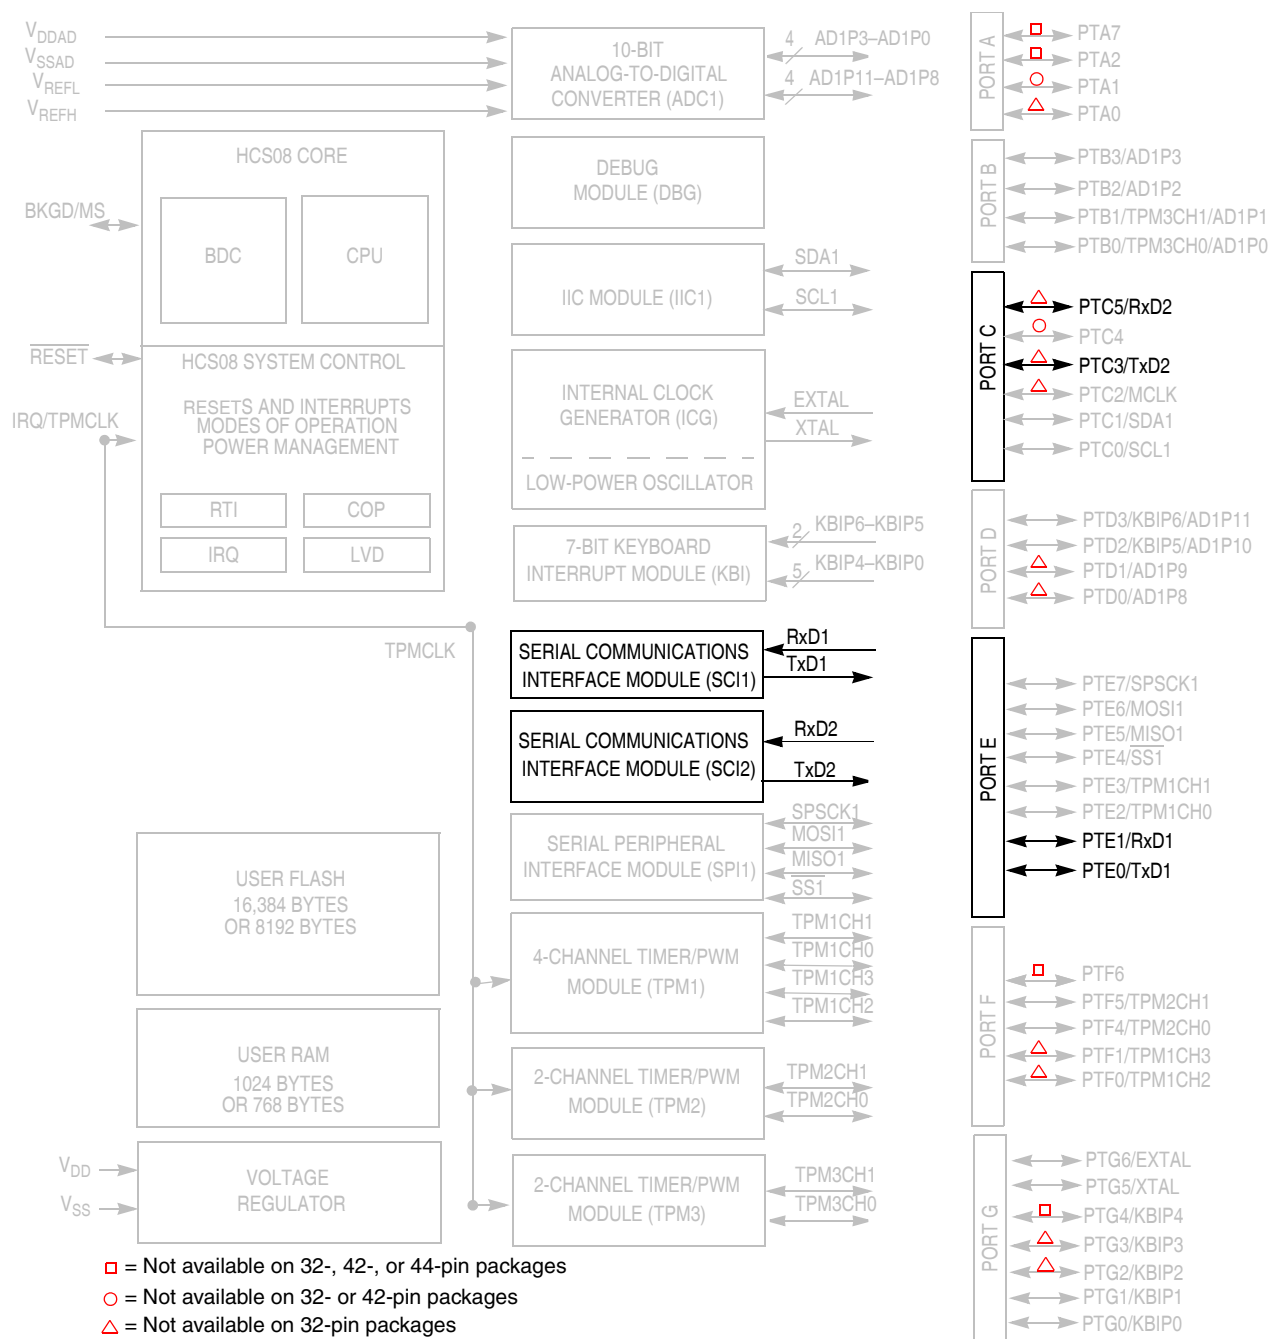 VDDAD
VSSAD
VREFL
VREFH
10-BIT
ANALOG-TO-DIGITAL
CONVERTER (ADC1)
4 AD1P3–AD1P0
4 AD1P11–AD1P8
HCS08 CORE
BDC
CPU
BKGD/MS
RESET
HCS08 SYSTEM CONTROL
RESETS AND INTERRUPTS
MODES OF OPERATION
POWER MANAGEMENT
IRQ/TPMCLK
RTI
COP
IRQ
LVD
TPMCLK
DEBUG
MODULE (DBG)
IIC MODULE (IIC1)
SDA1
SCL1
INTERNAL CLOCK
GENERATOR (ICG)
LOW-POWER OSCILLATOR
EXTAL
XTAL
7-BIT KEYBOARD
INTERRUPT MODULE (KBI)
2 KBIP6–KBIP5
5 KBIP4–KBIP0
SERIAL COMMUNICATIONS
INTERFACE MODULE (SCI1)
RxD1
TxD1
SERIAL COMMUNICATIONS
INTERFACE MODULE (SCI2)
RxD2
TxD2
SERIAL PERIPHERAL
INTERFACE MODULE (SPI1)
SPSCK1
MOSI1
MISO1
SS1
4-CHANNEL TIMER/PWM
MODULE (TPM1)
TPM1CH1
TPM1CH0
TPM1CH3
TPM1CH2
2-CHANNEL TIMER/PWM
MODULE (TPM2)
TPM2CH1
TPM2CH0
2-CHANNEL TIMER/PWM
MODULE (TPM3)
TPM3CH1
TPM3CH0
USER FLASH
16,384 BYTES
OR 8192 BYTES
USER RAM
1024 BYTES
OR 768 BYTES
VDD
VSS
VOLTAGE
REGULATOR
PORT A
PTA7
PTA2
PTA1
PTA0
PORT B
PTB3/AD1P3
PTB2/AD1P2
PTB1/TPM3CH1/AD1P1
PTB0/TPM3CH0/AD1P0
PORT C
PTC5/RxD2
PTC4
PTC3/TxD2
PTC2/MCLK
PTC1/SDA1
PTC0/SCL1
PORT D
PTD3/KBIP6/AD1P11
PTD2/KBIP5/AD1P10
PTD1/AD1P9
PTD0/AD1P8
PORT E
PTE7/SPSCK1
PTE6/MOSI1
PTE5/MISO1
PTE4/SS1
PTE3/TPM1CH1
PTE2/TPM1CH0
PTE1/RxD1
PTE0/TxD1
PORT F
PTF6
PTF5/TPM2CH1
PTF4/TPM2CH0
PTF1/TPM1CH3
PTF0/TPM1CH2
PORT G
PTG6/EXTAL
PTG5/XTAL
PTG4/KBIP4
PTG3/KBIP3
PTG2/KBIP2
PTG1/KBIP1
PTG0/KBIP0
= Not available on 32-, 42-, or 44-pin packages
= Not available on 32- or 42-pin packages
= Not available on 32-pin packages